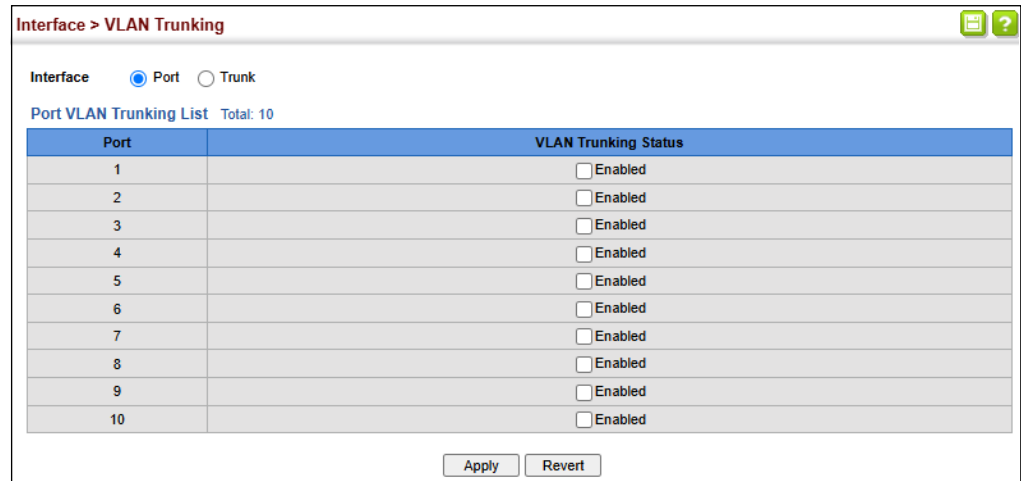 Interface > VLAN Trunking
Interface Port Trunk
Port VLAN Trunking List Total: 10
Port VLAN Trunking Status
1 Enabled
2 Enabled
3 Enabled
4 Enabled
5 Enabled
6 Enabled
7 Enabled
8 Enabled
9 Enabled
10 Enabled
Apply Revert